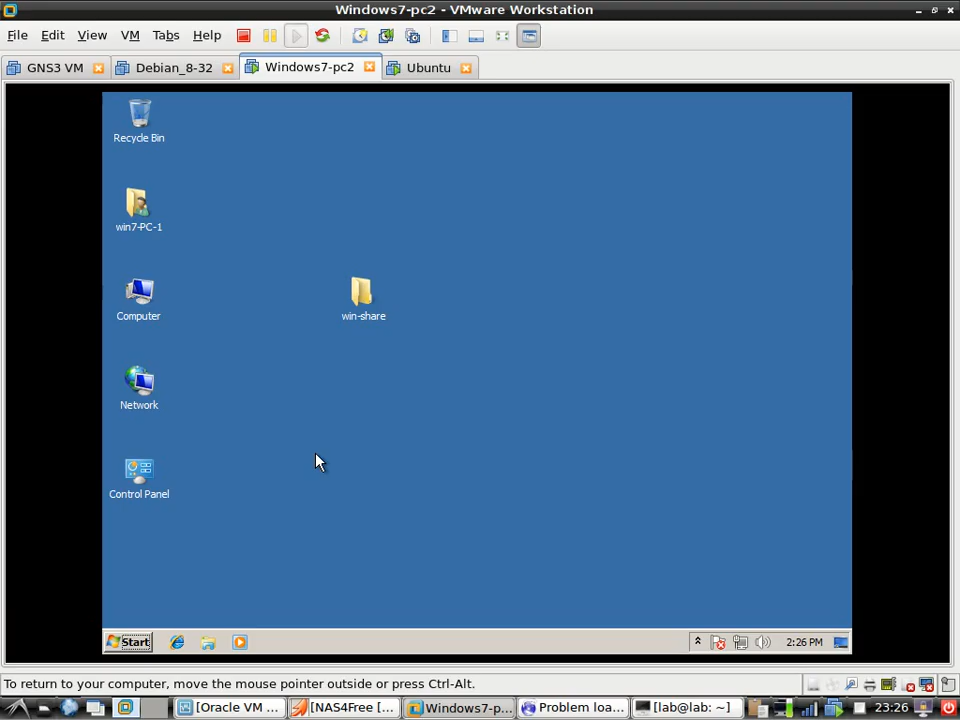 Windows7-pc2 - VMware Workstation
File Edit View VM Tabs Help
GNS3 VM Debian_8-32 Windows7-pc2 Ubuntu
Recycle Bin
win7-PC-1
Computer
win-share
Network
Control Panel
Start 2:26 PM
To return to your computer, move the mouse pointer outside or press Ctrl-Alt.
[Oracle VM ... [NAS4Free [... Windows7-p... Problem loa... [lab@lab: ~] 23:26